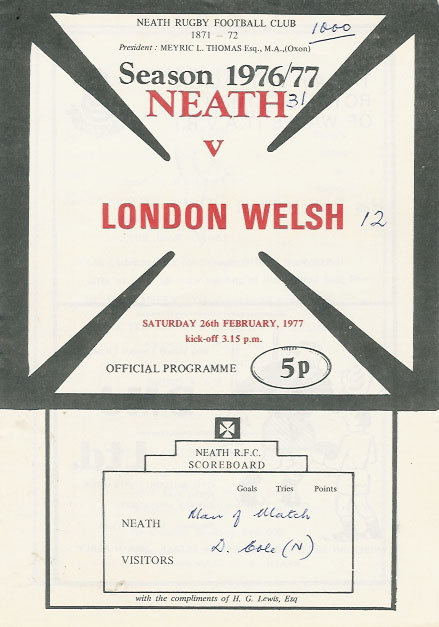 NEATH RUGBY FOOTBALL CLUB
1871 – 72
1000
President : MEYRIC L. THOMAS Esq., M.A.,(Oxon)
Season 1976/77
NEATH 31
v
LONDON WELSH 12
SATURDAY 26th FEBRUARY, 1977
kick-off 3.15 p.m.
OFFICIAL PROGRAMME 5p
NEATH R.F.C.
SCOREBOARD
Goals Tries Points
NEATH Man of Match
VISITORS D. Cole (N)
with the compliments of H. G. Lewis, Esq